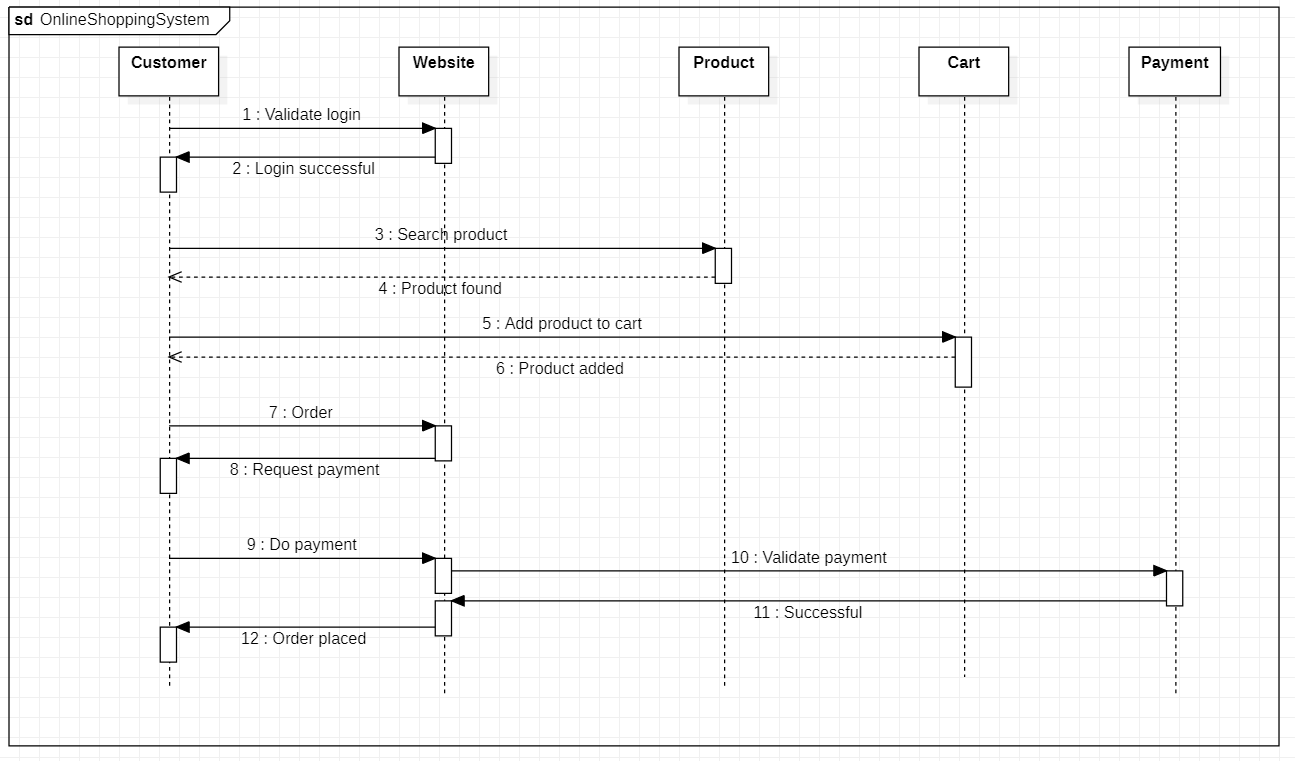 sd OnlineShoppingSystem
Customer
Website
Product
Cart
Payment
1 : Validate login
2 : Login successful
3 : Search product
4 : Product found
5 : Add product to cart
6 : Product added
7 : Order
8 : Request payment
9 : Do payment
10 : Validate payment
11 : Successful
12 : Order placed